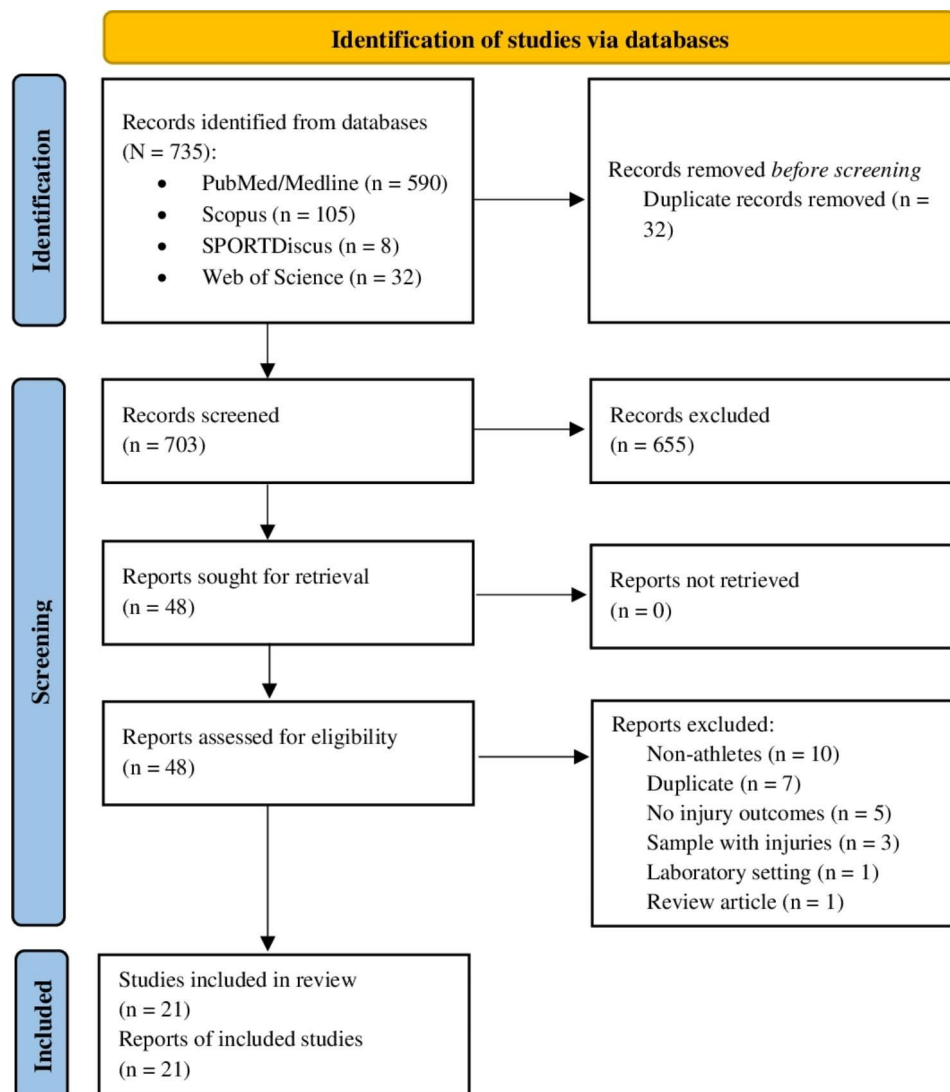 Identification of studies via databases
Identification
Records identified from databases
(N = 735):
• PubMed/Medline (n = 590)
• Scopus (n = 105)
• SPORTDiscus (n = 8)
• Web of Science (n = 32)
Records removed before screening
Duplicate records removed (n =
32)
Screening
Records screened
(n = 703)
Records excluded
(n = 655)
Reports sought for retrieval
(n = 48)
Reports not retrieved
(n = 0)
Reports assessed for eligibility
(n = 48)
Reports excluded:
Non-athletes (n = 10)
Duplicate (n = 7)
No injury outcomes (n = 5)
Sample with injuries (n = 3)
Laboratory setting (n = 1)
Review article (n = 1)
Included
Studies included in review
(n = 21)
Reports of included studies
(n = 21)